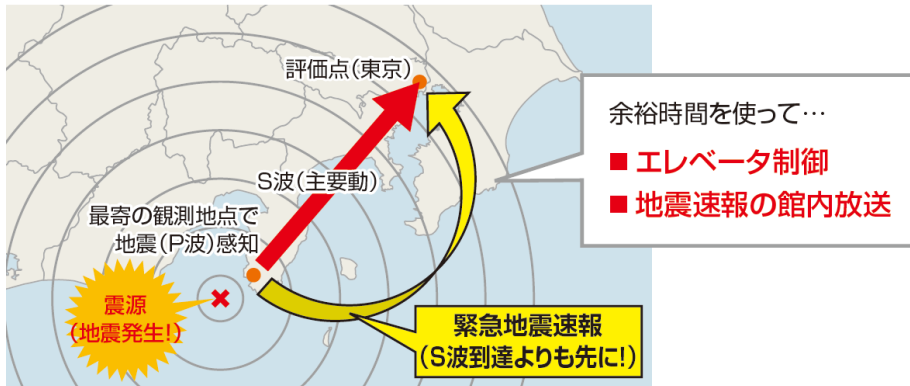 評価点(東京)
S波(主要動)
最寄の観測地点で
地震(P波)感知
震源
(地震発生!)
緊急地震速報
(S波到達よりも先に!)
余裕時間を使って…
■ エレベータ制御
■ 地震速報の館内放送